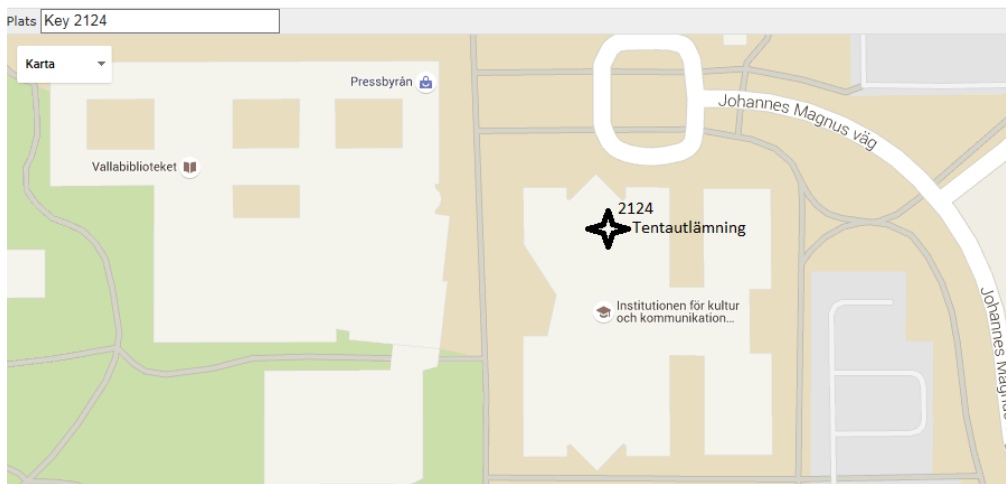 Plats Key 2124
Karta
Pressbyrån
Johannes Magnus väg
Vallabiblioteket
2124
Tentautlämning
Institutionen för kultur
och kommunikation...
Johannes Magnus